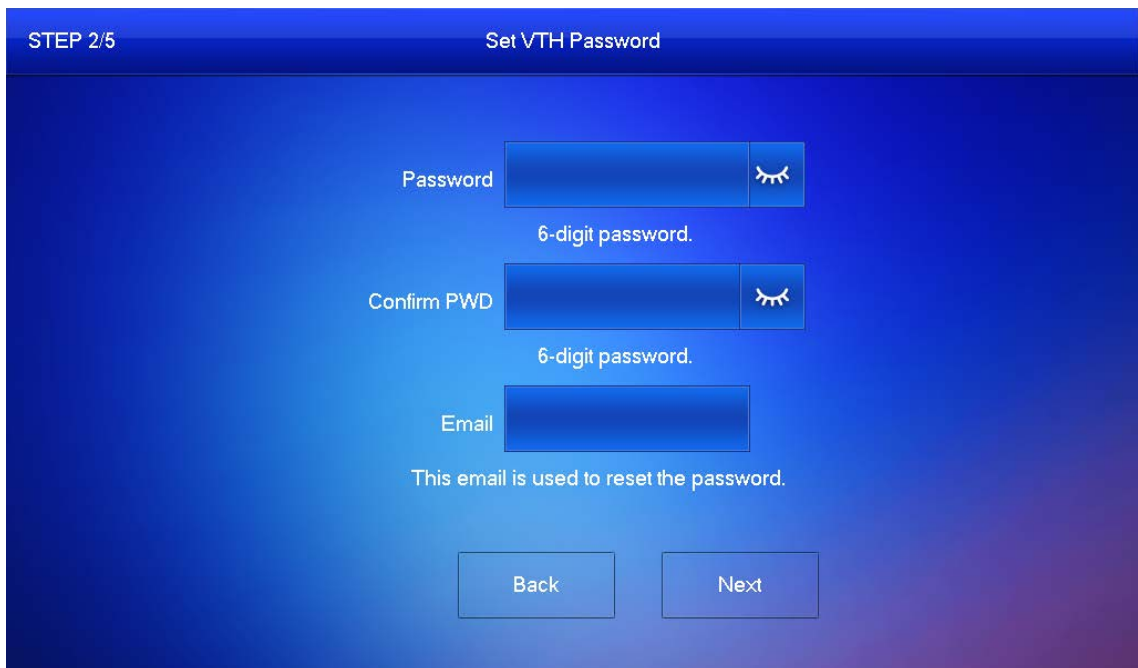 STEP 2/5
Set VTH Password
Password
6-digit password.
Confirm PWD
6-digit password.
Email
This email is used to reset the password.
Back
Next